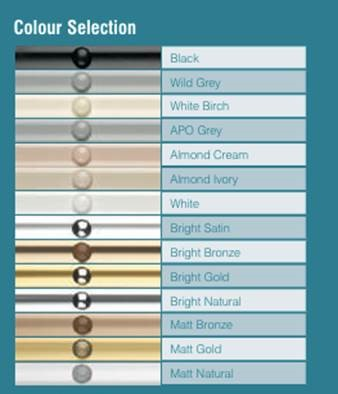 Colour Selection
Black
Wild Grey
White Birch
APO Grey
Almond Cream
Almond Ivory
White
Bright Satin
Bright Bronze
Bright Gold
Bright Natural
Matt Bronze
Matt Gold
Matt Natural